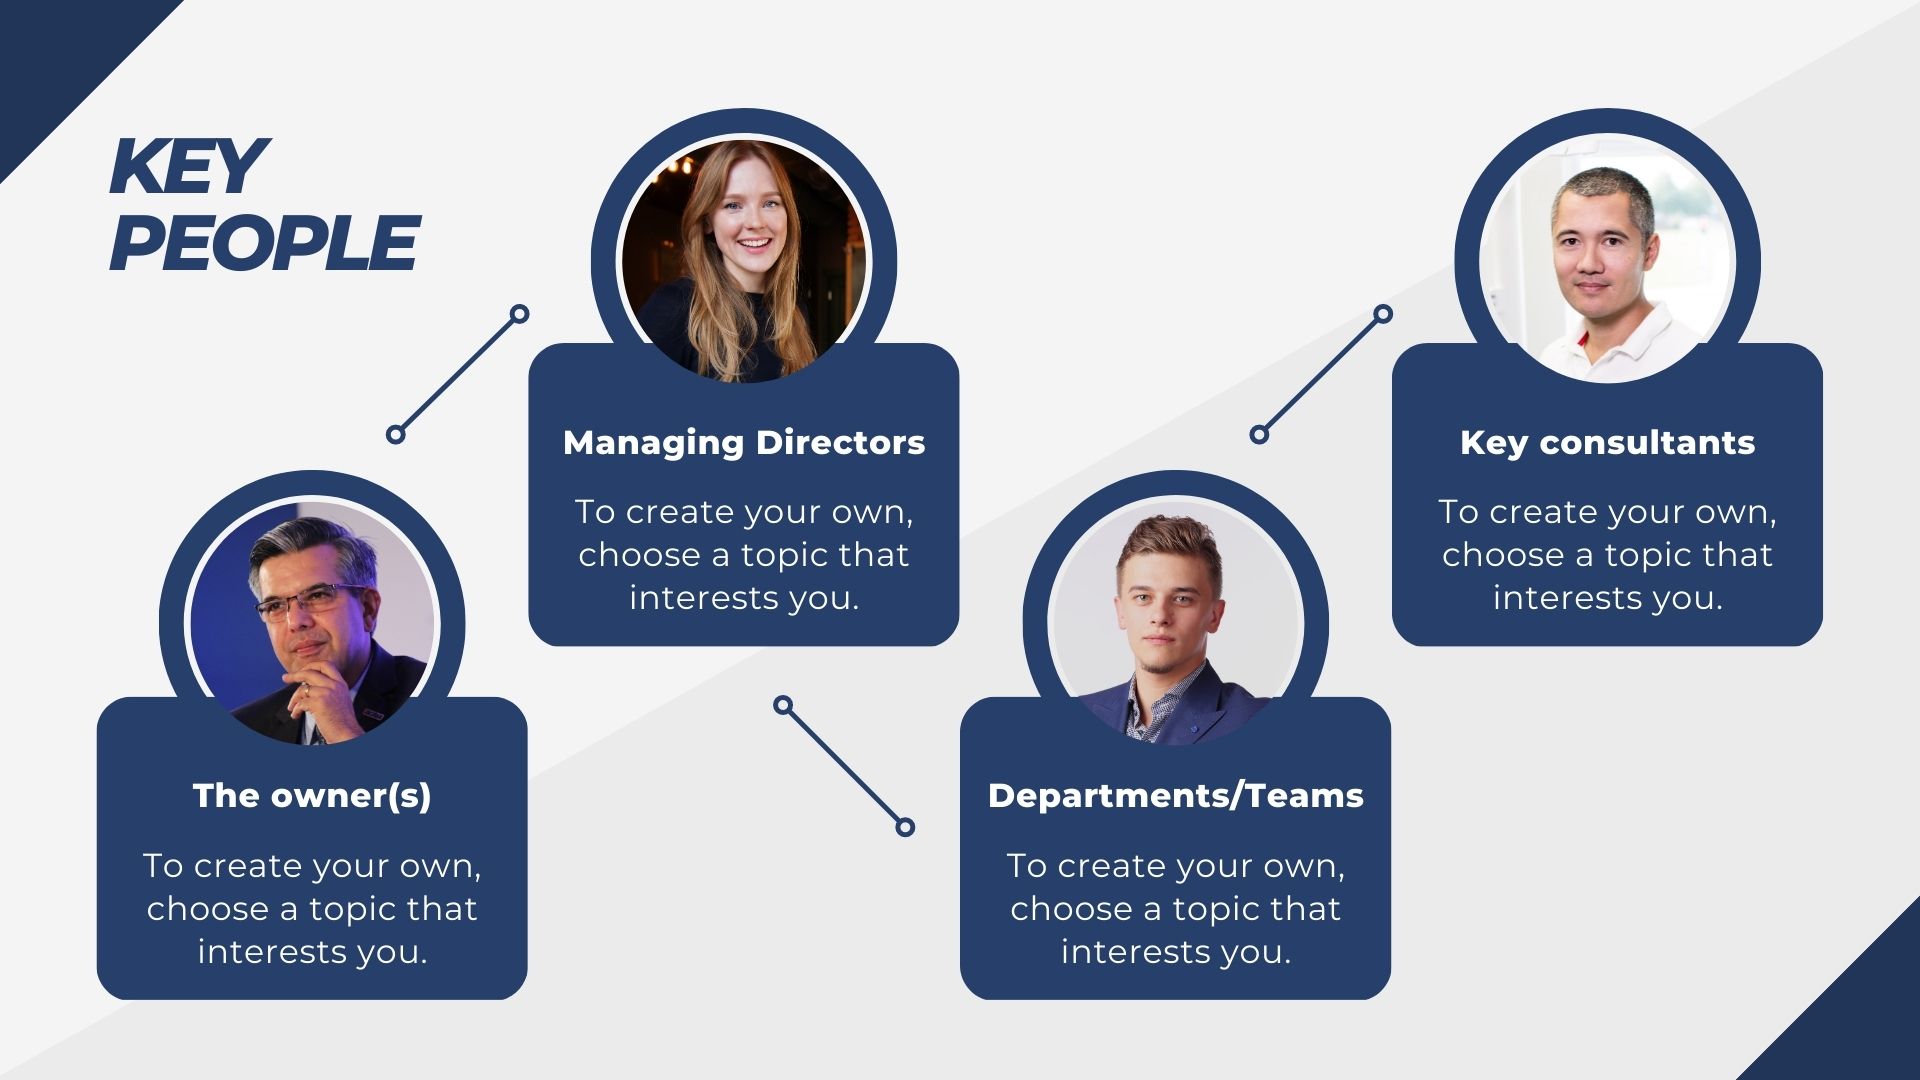 KEY
PEOPLE
Managing Directors
To create your own,
choose a topic that
interests you.
Key consultants
To create your own,
choose a topic that
interests you.
The owner(s)
To create your own,
choose a topic that
interests you.
Departments/Teams
To create your own,
choose a topic that
interests you.